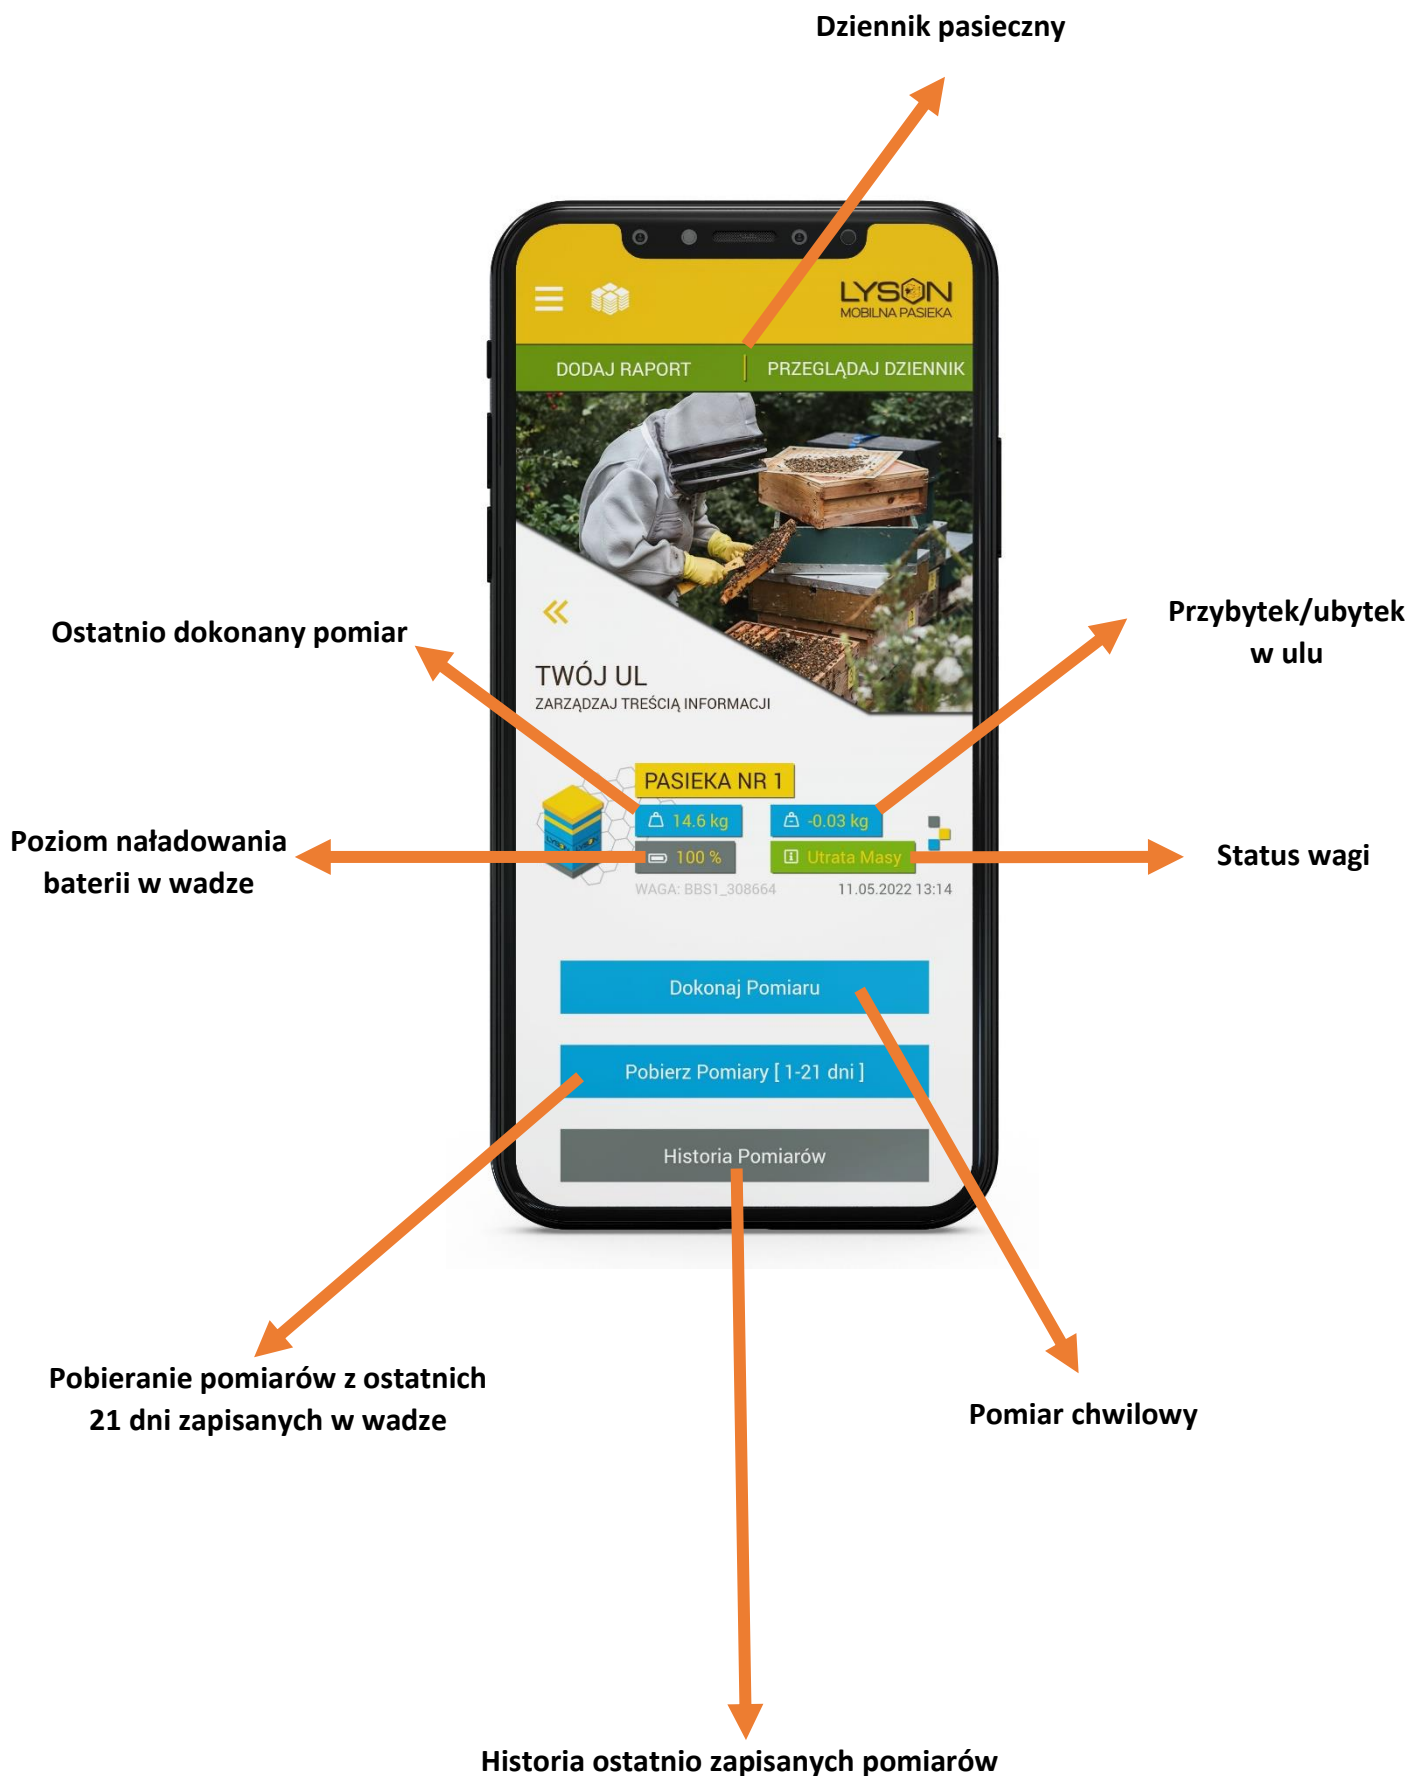 Dziennik pasieczny
LYSON
MOBILNA PASIEKA
DODAJ RAPORT
PRZEGLĄDAJ DZIENNIK
Ostatnio dokonany pomiar
Przybytek/ubytek
w ulu
TWÓJ UL
ZARZĄDZAJ TREŚCIĄ INFORMACJI
PASIEKA NR 1
14.6 kg
-0.03 kg
Poziom naładowania
baterii w wadze
100 %
Utrata Masy
Status wagi
WAGA: BBS1_308664
11.05.2022 13:14
Dokonaj Pomiaru
Pobierz Pomiary [ 1-21 dni ]
Historia Pomiarów
Pobieranie pomiarów z ostatnich
21 dni zapisanych w wadze
Pomiar chwilowy
Historia ostatnio zapisanych pomiarów